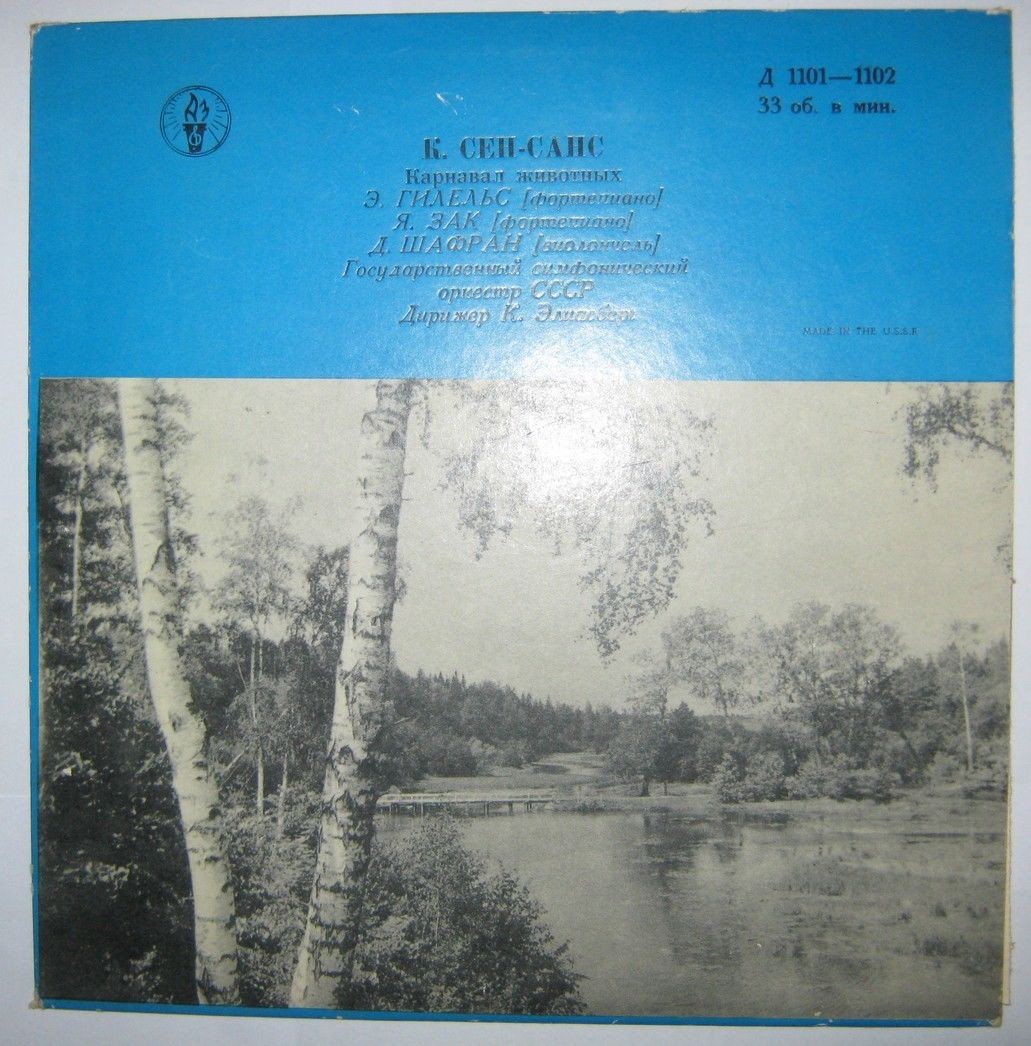 Д 1101—1102
33 об. в мин.
К. СЕН-САНС
Карнавал животных
Э. ГИЛЕЛЬС [фортепиано]
Я. ЗАК [фортепиано]
Д. ШАФРАН [виолончель]
Государственный симфонический
оркестр СССР
Дирижер К. Элиасберг
MADE IN THE U.S.S.R